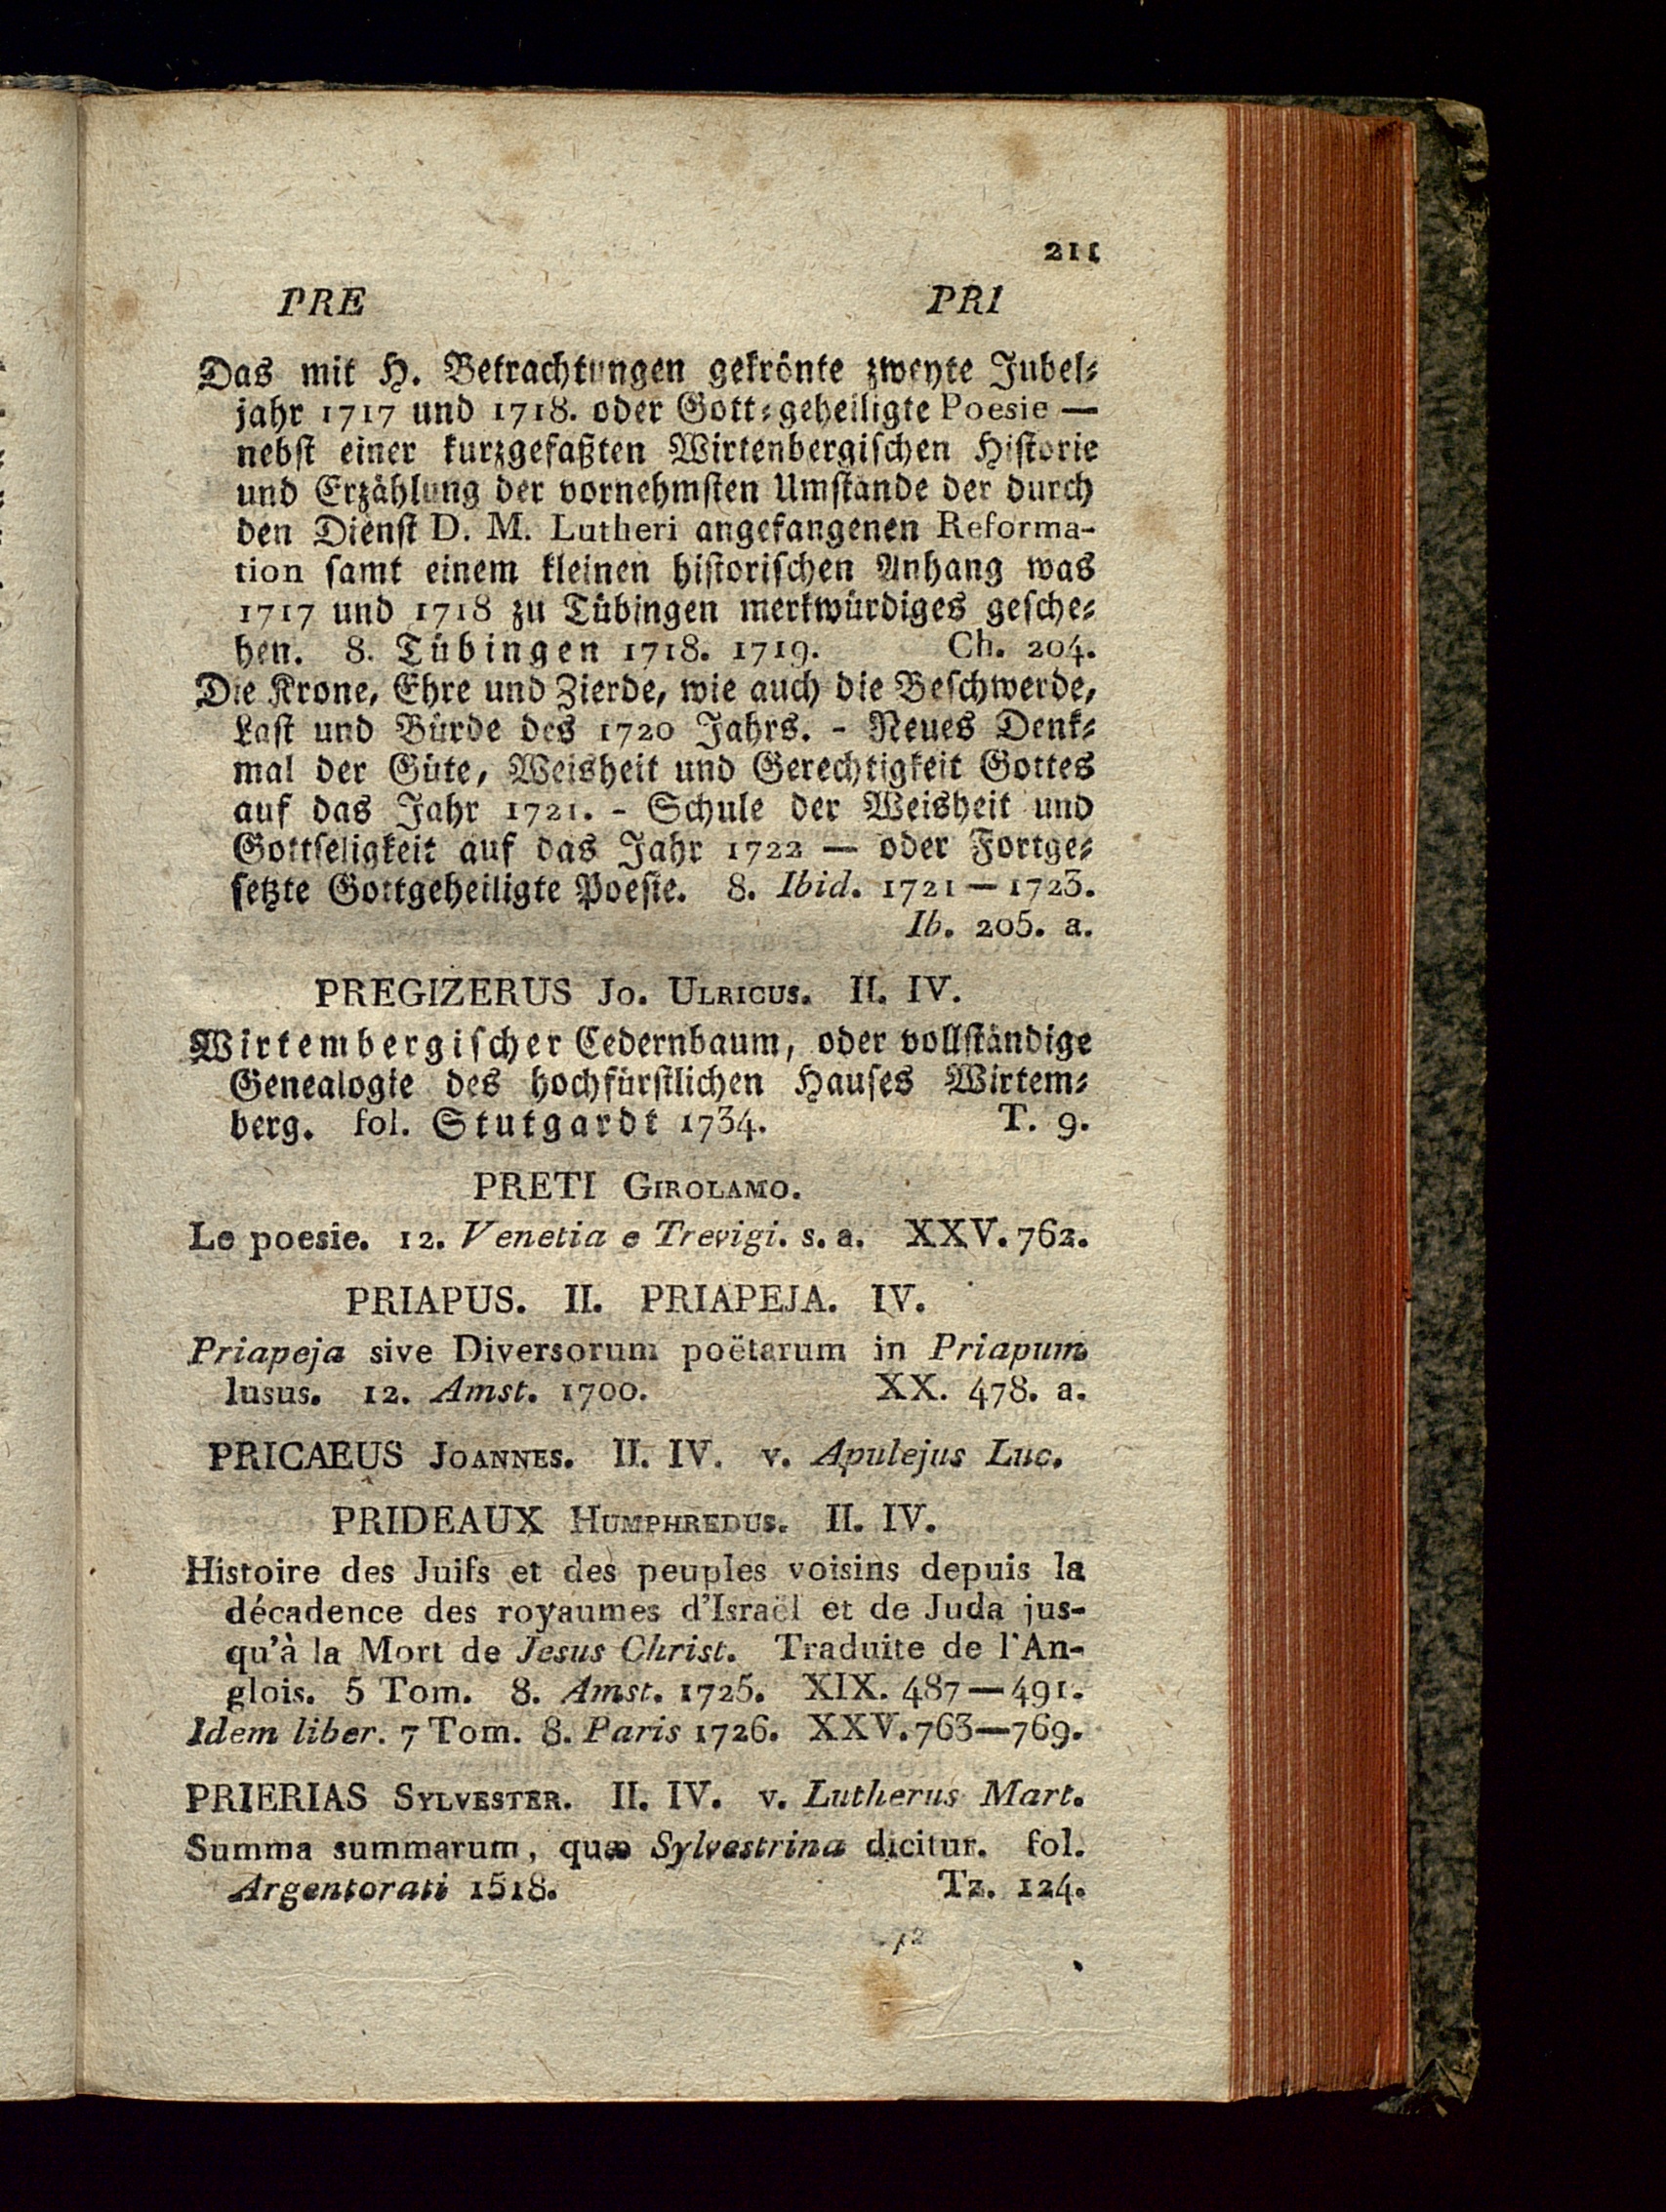 211
PRE PRI
Das mit H. Betrachtungen gekrönte zweyte Jubel⸗
jahr 1717 und 1718. oder Gott⸗geheiligte Poesie —
nebst einer kurzgefaßten Wirtenbergischen Historie
und Erzählung der vornehmsten Umstände der durch
den Dienst D. M. Lutheri angefangenen Reforma-
tion samt einem kleinen historischen Anhang was
1717 und 1718 zu Tübingen merkwürdiges gesche⸗
hen. 8. Tübingen 1718. 1719. Ch. 204.
Die Krone, Ehre und Zierde, wie auch die Beschwerde,
Last und Bürde des 1720 Jahrs. - Neues Denk⸗
mal der Güte, Weisheit und Gerechtigkeit Gottes
auf das Jahr 1721. - Schule der Weisheit und
Gottseligkeit auf das Jahr 1722 — oder Fortge⸗
setzte Gottgeheiligte Poesie. 8. Ibid. 1721 — 1723.
Ib. 205. a.
PREGIZERUS Jo. Ulricus. II. IV.
Wirtembergischer Cedernbaum, oder vollständige
Genealogie des hochfürstlichen Hauses Wirtem⸗
berg. fol. Stutgardt 1734. T. 9.
PRETI Girolamo.
Le poesie. 12. Venetia e Trevigi. s. a. XXV. 762.
PRIAPUS. II. PRIAPEJA. IV.
Priapeja sive Diversorum poëtarum in Priapum
lusus. 12. Amst. 1700. XX. 478. a.
PRICAEUS Joannes. II. IV. v. Apulejus Luc.
PRIDEAUX Humphredus. II. IV.
Histoire des Juifs et des peuples voisins depuis la
décadence des royaumes d'Israël et de Juda jus-
qu'à la Mort de Jesus Christ. Traduite de l'An-
glois. 5 Tom. 8. Amst. 1725. XIX. 487 — 491.
Idem liber. 7 Tom. 8. Paris 1726. XXV. 763—769.
PRIERIAS Sylvester. II. IV. v. Lutherus Mart.
Summa summarum, quæ Sylvestrina dicitur. fol.
Argentorati 1518. Tz. 124.